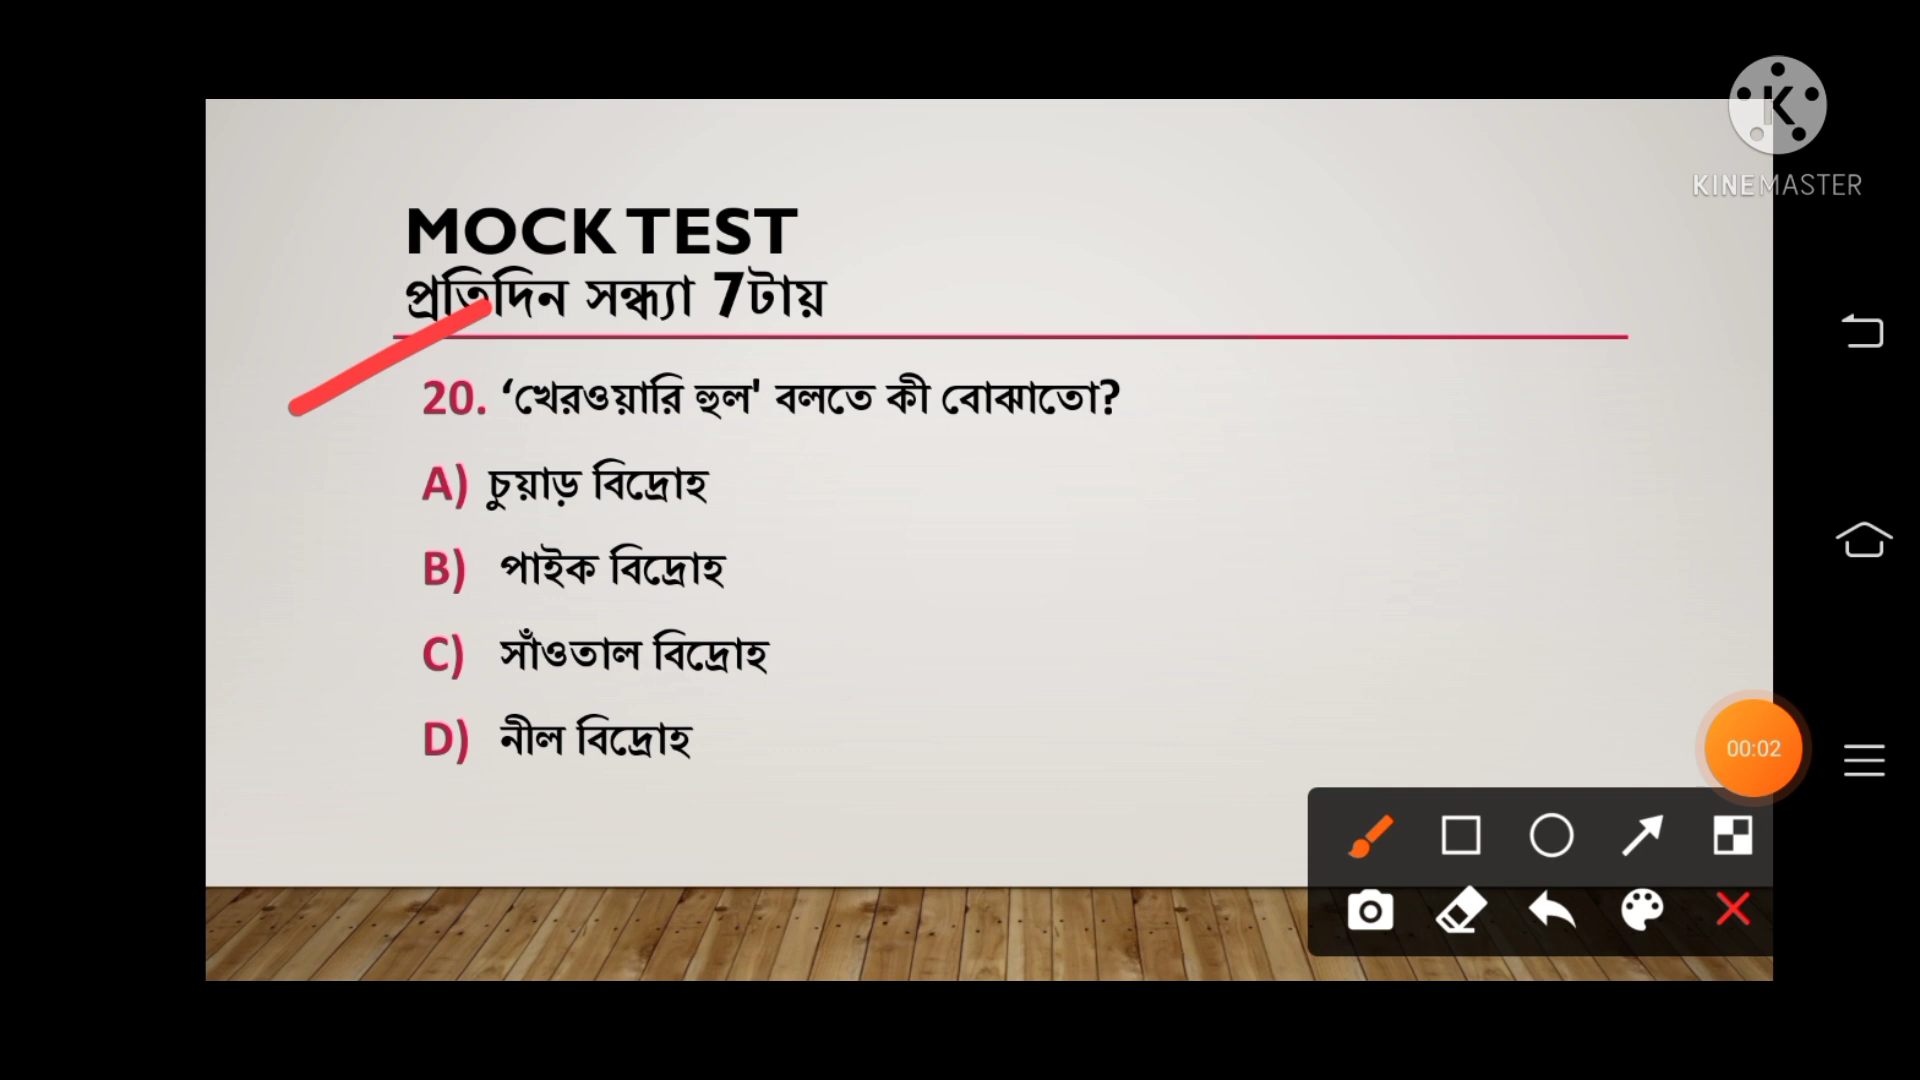 KINEMASTER
MOCK TEST
প্রতিদিন সন্ধ্যা 7টায়
20. ‘খেরওয়ারি হুল' বলতে কী বোঝাতো?
A) চুয়াড় বিদ্রোহ
B) পাইক বিদ্রোহ
C) সাঁওতাল বিদ্রোহ
D) নীল বিদ্রোহ
00:02